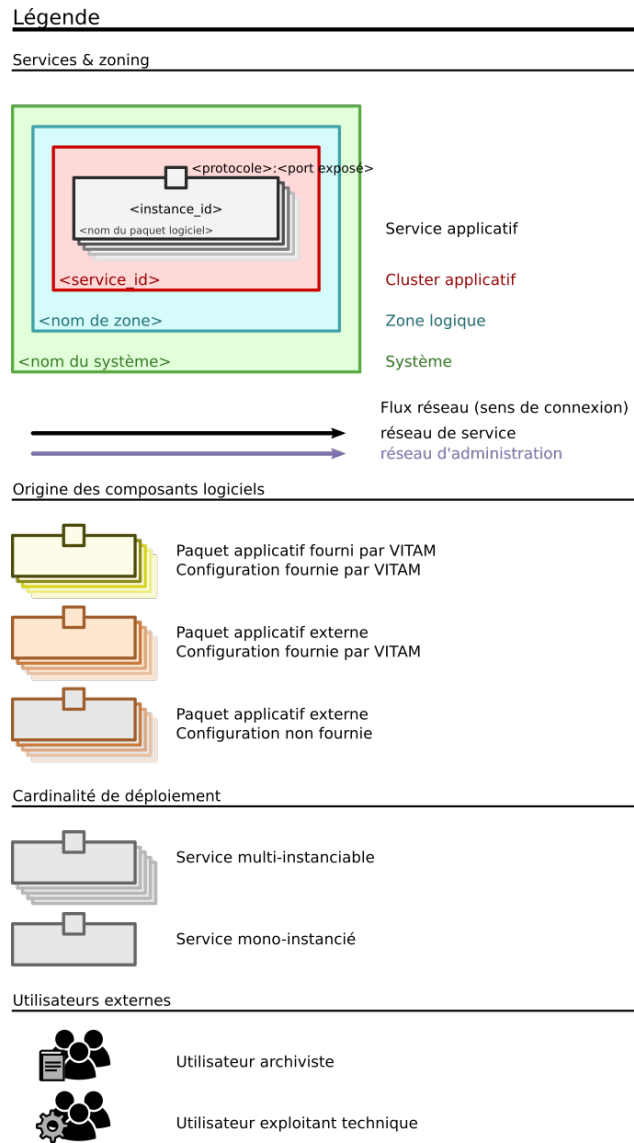 Légende
Services & zoning
<protocole>:<port exposé>
<instance_id>
<nom du paquet logiciel>
Service applicatif
<service_id>
Cluster applicatif
<nom de zone>
Zone logique
<nom du système>
Système
Flux réseau (sens de connexion)
réseau de service
réseau d'administration
Origine des composants logiciels
Paquet applicatif fourni par VITAM
Configuration fournie par VITAM
Paquet applicatif externe
Configuration fournie par VITAM
Paquet applicatif externe
Configuration non fournie
Cardinalité de déploiement
Service multi-instanciable
Service mono-instancié
Utilisateurs externes
Utilisateur archiviste
Utilisateur exploitant technique